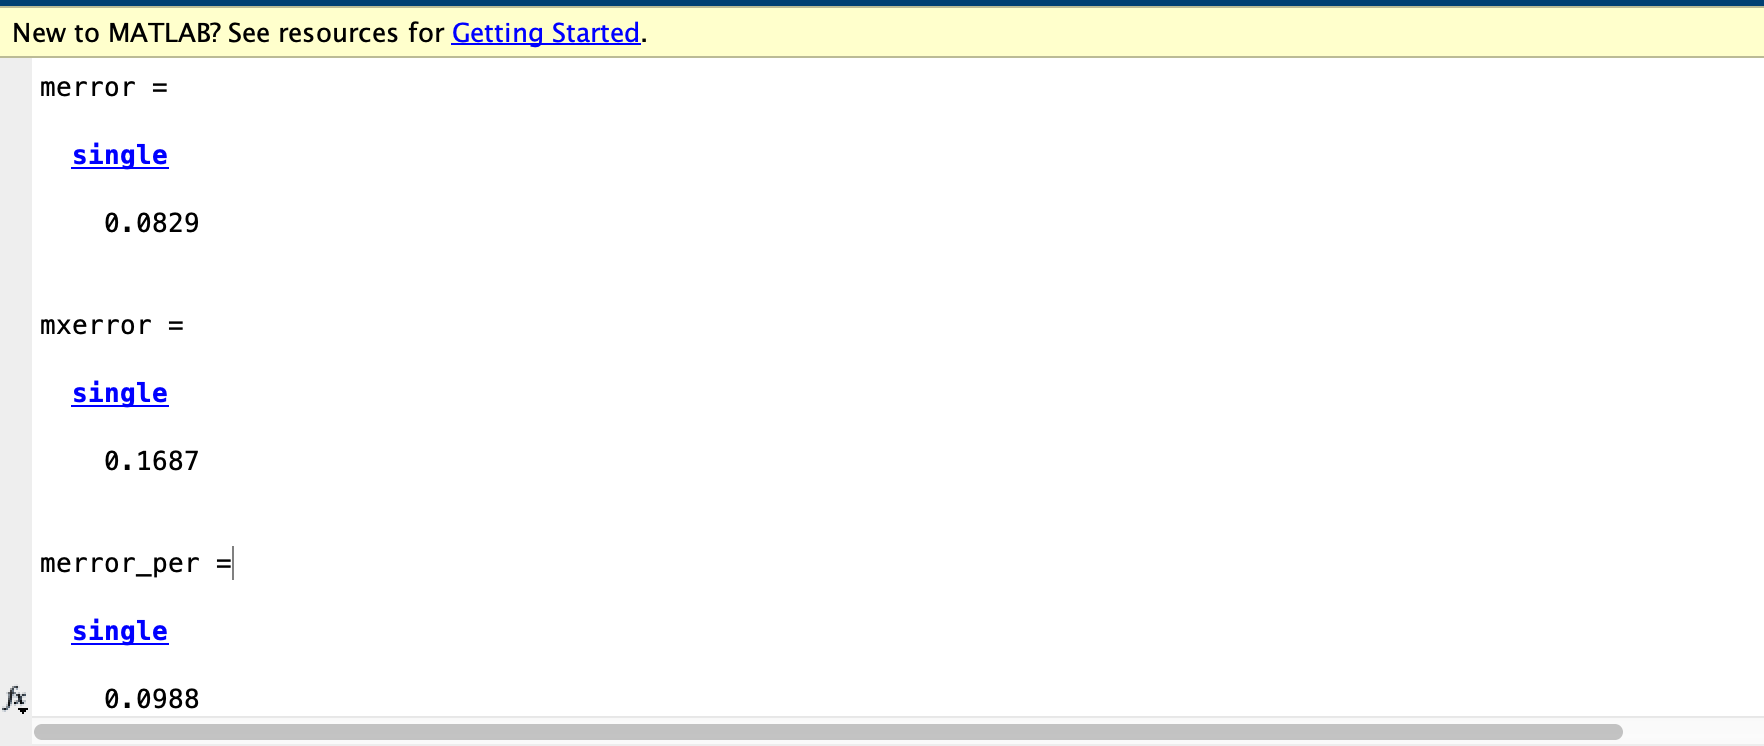 New to MATLAB? See resources for Getting Started.
merror =
single
0.0829
mxerror =
single
0.1687
merror_per =
single
0.0988
fx